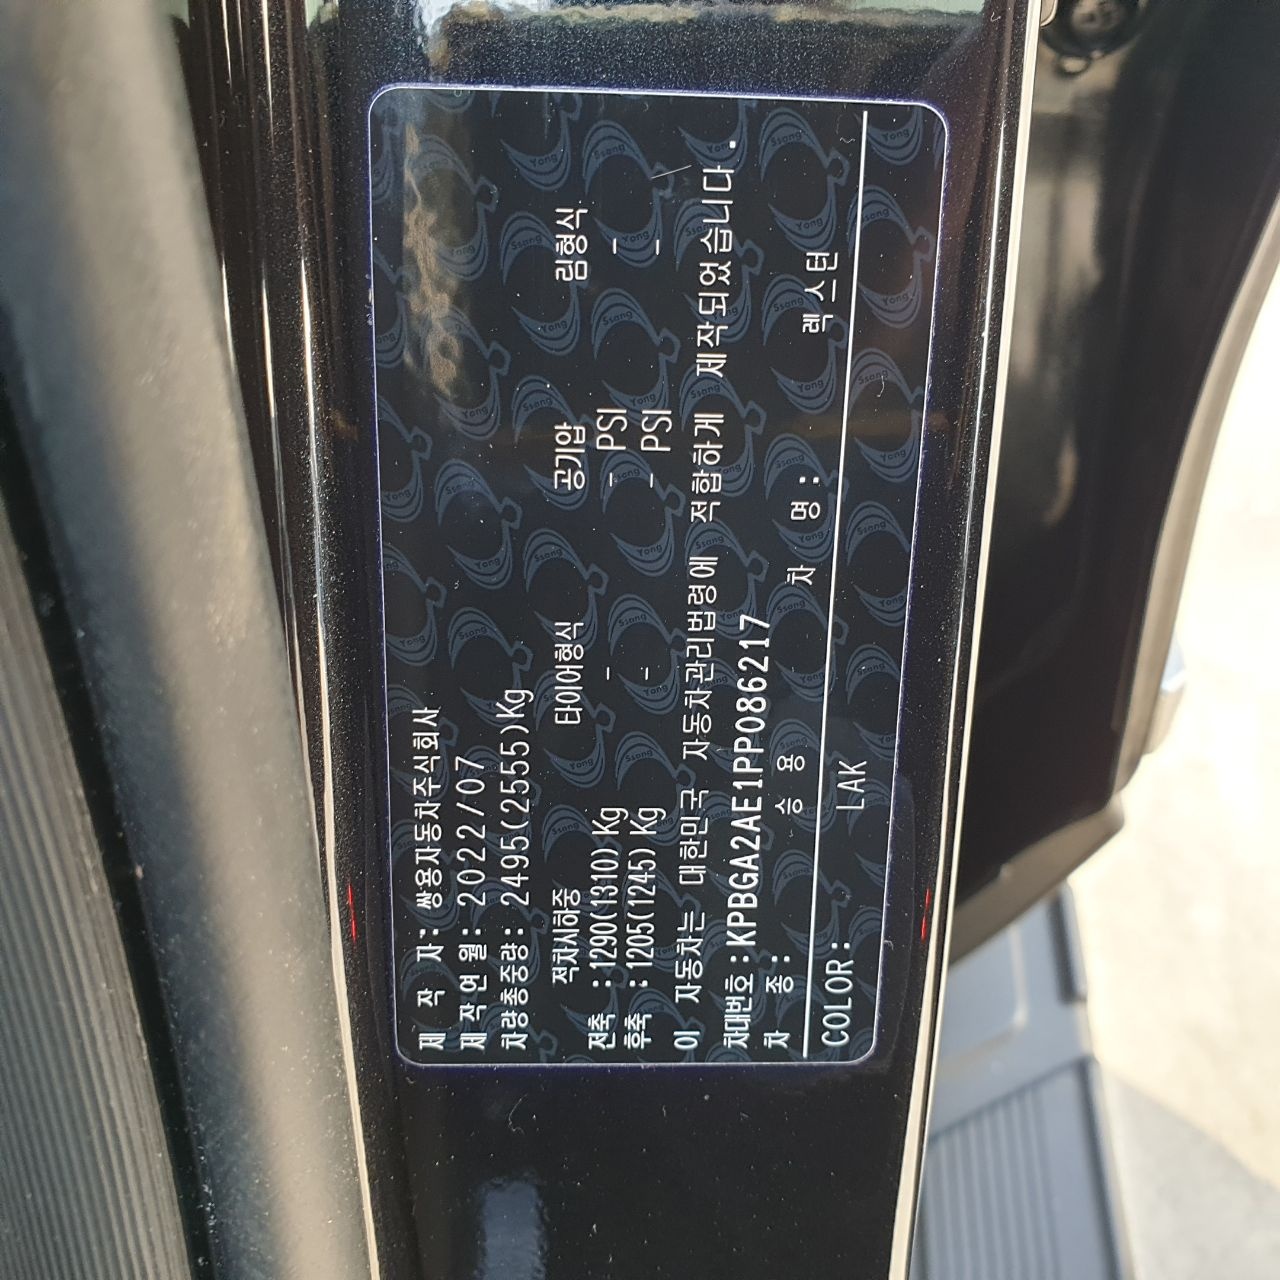 제 작 자: 쌍용자동차주식회사
제작연월: 2022/07
차량총중량: 2495(2555)Kg
적차시하중 타이어형식 공기압 림형식
전축 :1290(1310)Kg - - PSI -
후축 :1205(1245)Kg - - PSI -
이 자동차는 대한민국 자동차관리법령에 적합하게 제작되었습니다.
차대번호:KPBGA2AE1PP086217
차 종: 승 용 차 명: 렉스턴
COLOR: LAK